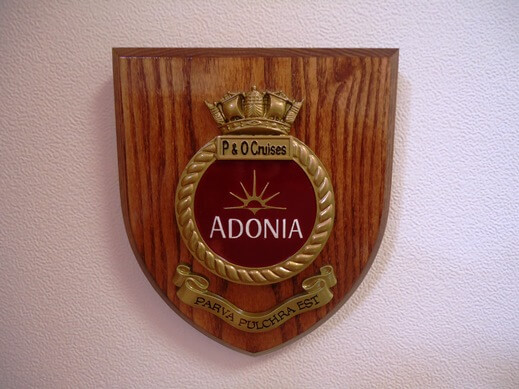 P & O Cruises
ADONIA
PARVA PULCHRA EST